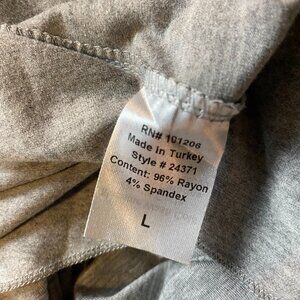 RN# 101206
Made in Turkey
Style # 24371
Content: 96% Rayon
4% Spandex
L